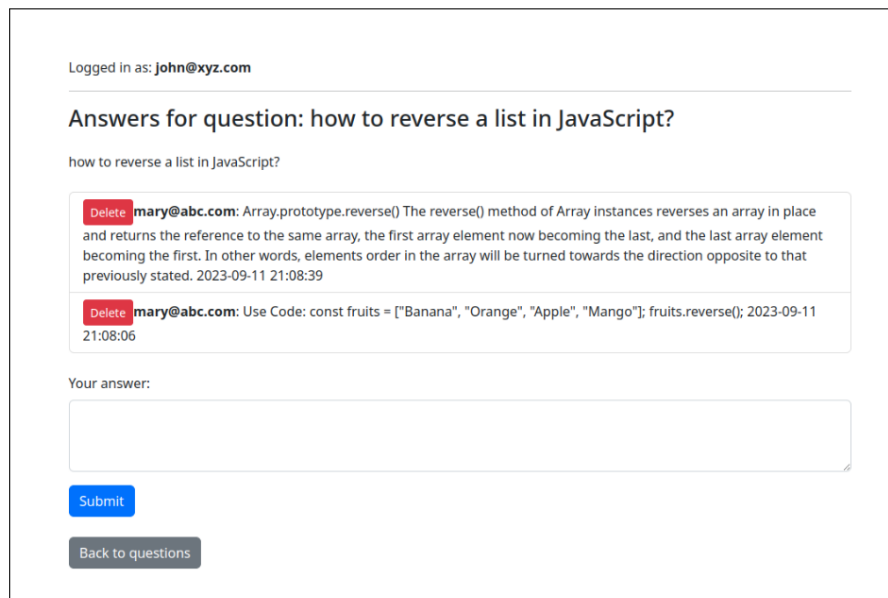 Logged in as: john@xyz.com
Answers for question: how to reverse a list in JavaScript?
how to reverse a list in JavaScript?
Delete mary@abc.com: Array.prototype.reverse() The reverse() method of Array instances reverses an array in place
and returns the reference to the same array, the first array element now becoming the last, and the last array element
becoming the first. In other words, elements order in the array will be turned towards the direction opposite to that
previously stated. 2023-09-11 21:08:39
Delete mary@abc.com: Use Code: const fruits = ["Banana", "Orange", "Apple", "Mango"]; fruits.reverse(); 2023-09-11
21:08:06
Your answer:
Submit
Back to questions